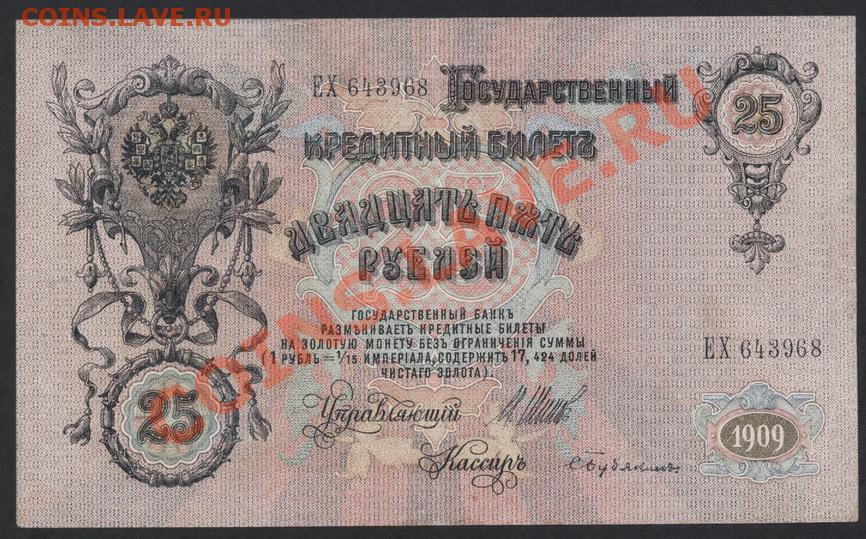 COINS.LAVE.RU
ЕХ 643968 Государственный
Кредитный Билетъ
25
Двадцать пять
Рублей
COINS.LAVE.RU
Государственный Банкъ
размѣниваетъ кредитные билеты
на золотую монету безъ ограниченія суммы
(1 рубль = 1/15 имперіала, содержитъ 17,424 долей
чистаго золота).
ЕХ 643968
25
Управляющій
Кассиръ
1909